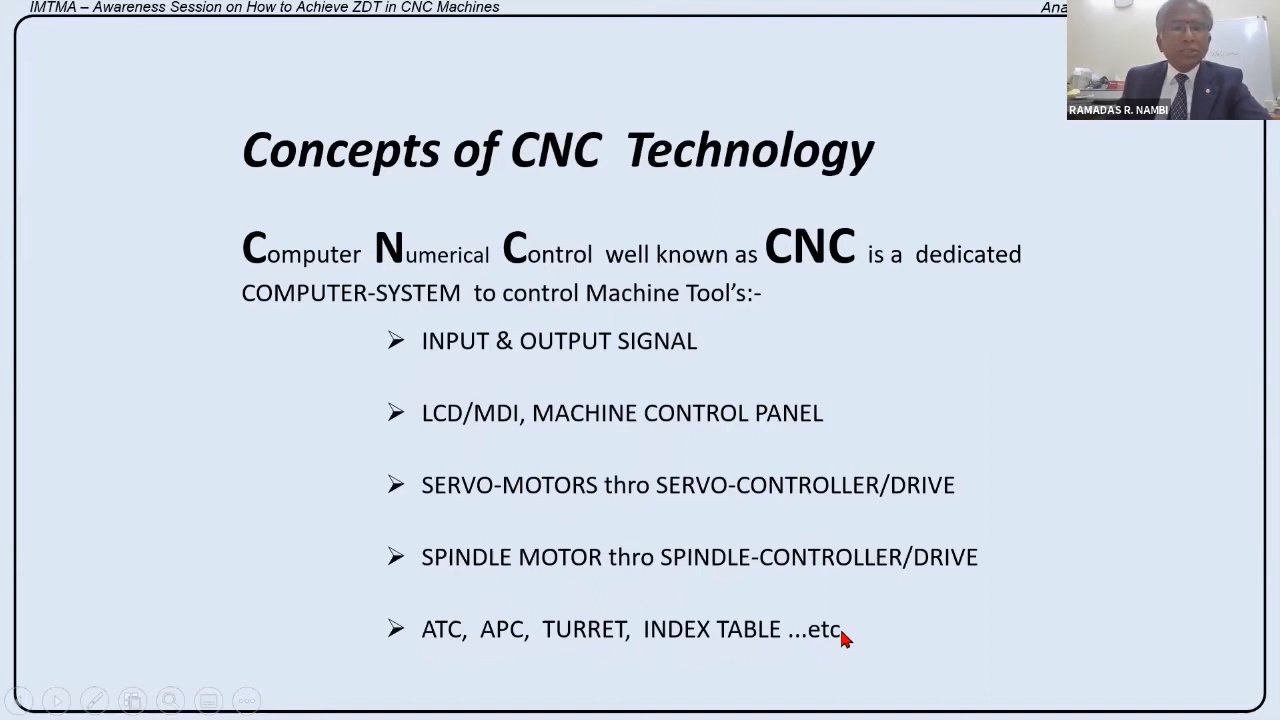 IMTMA – Awareness Session on How to Achieve ZDT in CNC Machines
Ana
RAMADAS R. NAMBI
Concepts of CNC Technology
Computer Numerical Control well known as CNC is a dedicated
COMPUTER-SYSTEM to control Machine Tool’s:-
➢ INPUT & OUTPUT SIGNAL
➢ LCD/MDI, MACHINE CONTROL PANEL
➢ SERVO-MOTORS thro SERVO-CONTROLLER/DRIVE
➢ SPINDLE MOTOR thro SPINDLE-CONTROLLER/DRIVE
➢ ATC, APC, TURRET, INDEX TABLE ...etc